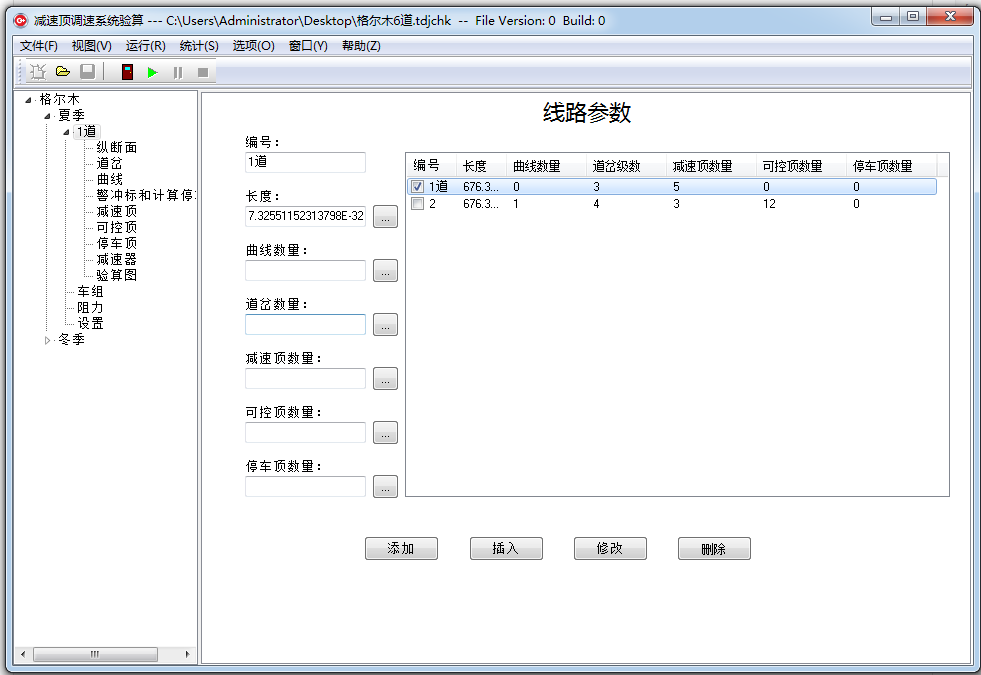 减速顶调速系统验算 --- C:\Users\Administrator\Desktop\格尔木6道.tdjchk -- File Version: 0 Build: 0
文件(F) 视图(V) 运行(R) 统计(S) 选项(O) 窗口(Y) 帮助(Z)
格尔木
夏季
1道
纵断面
道岔
曲线
警冲标和计算停
减速顶
可控顶
停车顶
减速器
验算图
车组
阻力
设置
冬季
线路参数
编号：
1道
长度：
7.32551152313798E-32 ...
曲线数量：
...
道岔数量：
...
减速顶数量：
...
可控顶数量：
...
停车顶数量：
...
编号 长度 曲线数量 道岔级数 减速顶数量 可控顶数量 停车顶数量
1道 676.3... 0 3 5 0 0
2 676.3... 1 4 3 12 0
添加 插入 修改 删除